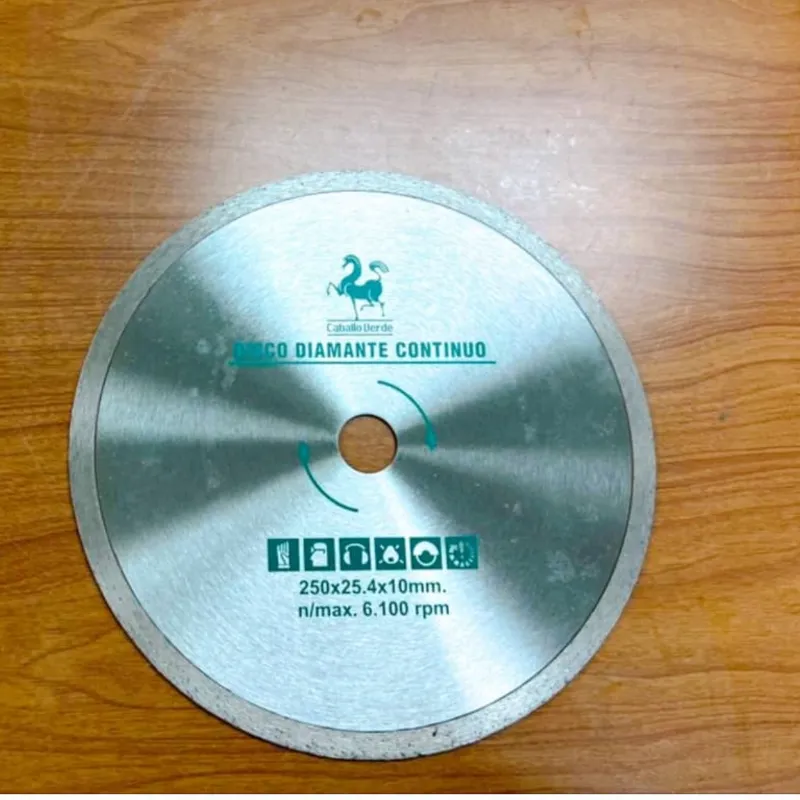 Caballo Verde
DISCO DIAMANTE CONTINUO
250x25.4x10mm.
n/max. 6.100 rpm